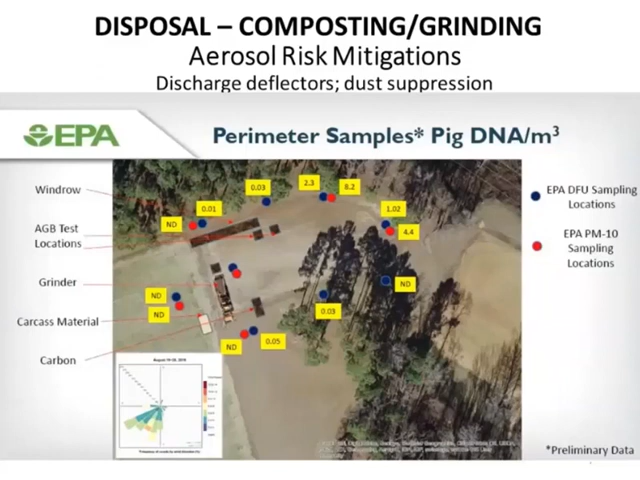 DISPOSAL – COMPOSTING/GRINDING
Aerosol Risk Mitigations
Discharge deflectors; dust suppression
EPA
Perimeter Samples* Pig DNA/m³
Windrow
AGB Test
Locations
Grinder
Carcass Material
Carbon
0.03
2.3
8.2
0.01
ND
1.02
4.4
ND
ND
ND
0.03
ND
0.05
EPA DFU Sampling
Locations
EPA PM-10
Sampling
Locations
*Preliminary Data